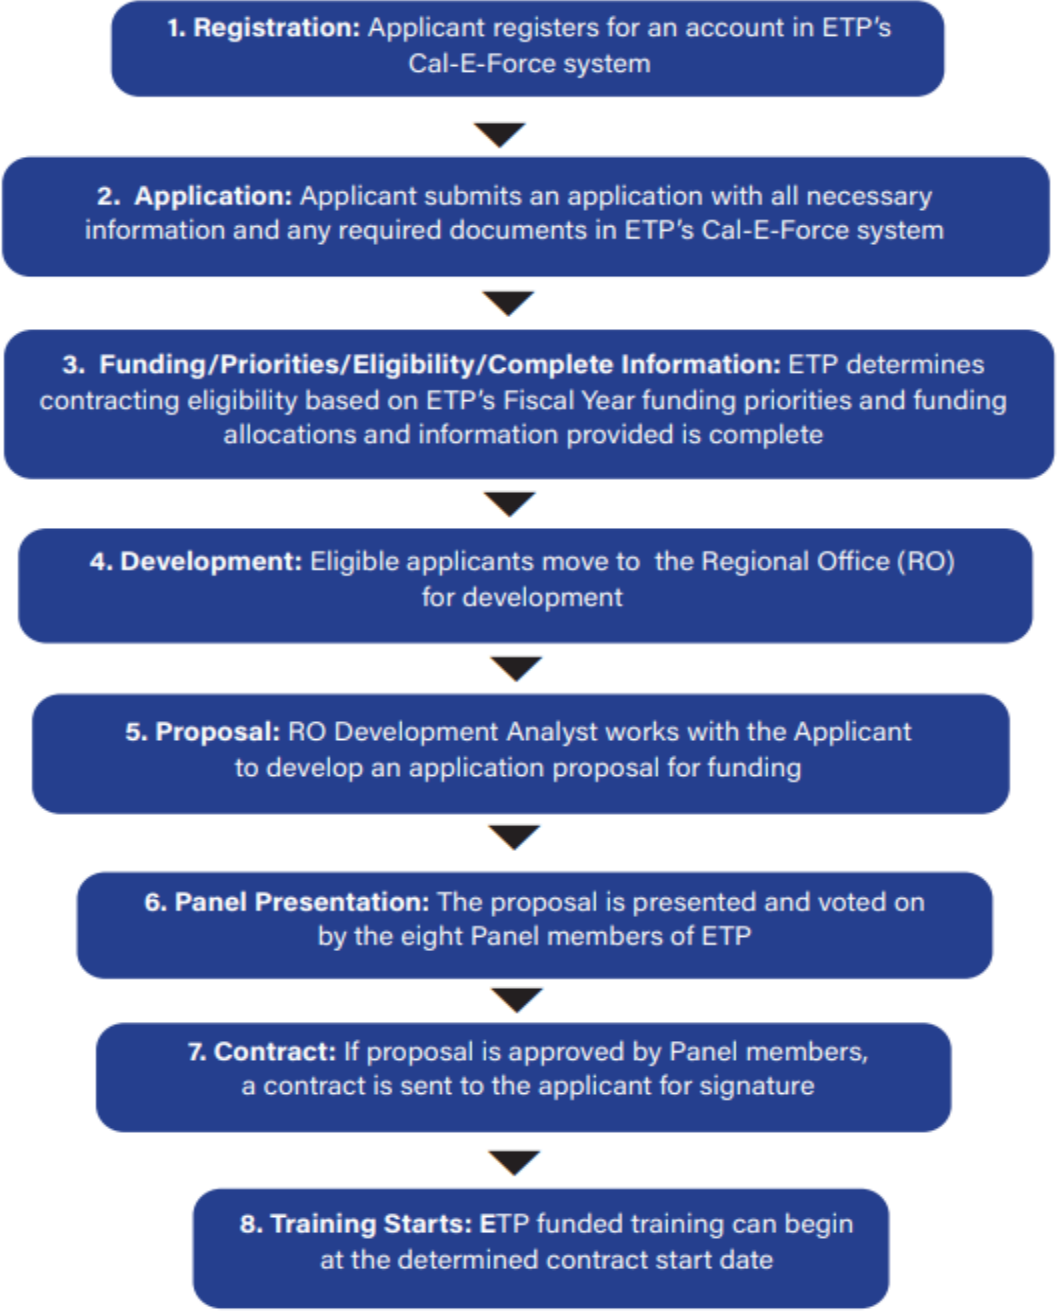 1. Registration: Applicant registers for an account in ETP's
Cal-E-Force system
2. Application: Applicant submits an application with all necessary
information and any required documents in ETP's Cal-E-Force system
3. Funding/Priorities/Eligibility/Complete Information: ETP determines
contracting eligibility based on ETP's Fiscal Year funding priorities and funding
allocations and information provided is complete
4. Development: Eligible applicants move to the Regional Office (RO)
for development
5. Proposal: RO Development Analyst works with the Applicant
to develop an application proposal for funding
6. Panel Presentation: The proposal is presented and voted on
by the eight Panel members of ETP
7. Contract: If proposal is approved by Panel members,
a contract is sent to the applicant for signature
8. Training Starts: ETP funded training can begin
at the determined contract start date